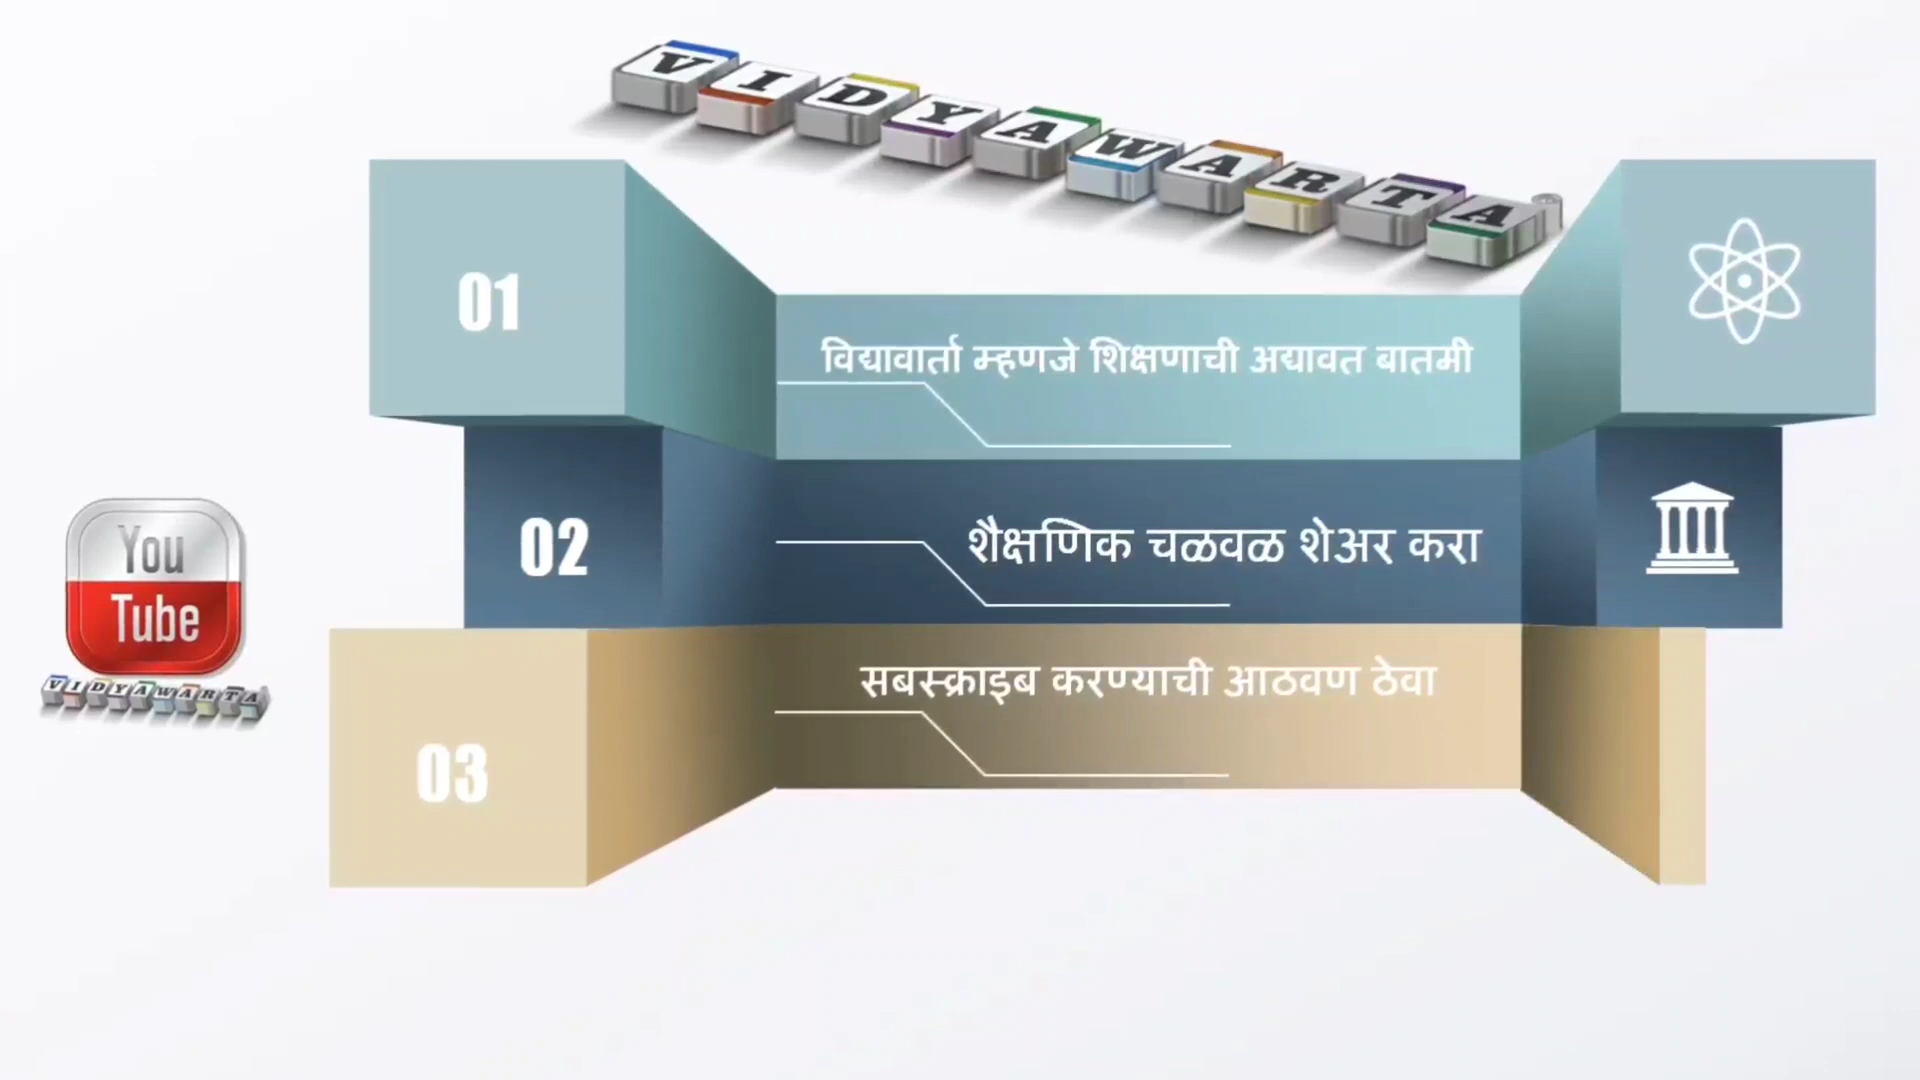 VIDYAWARTA
01
विद्यावार्ता म्हणजे शिक्षणाची अद्यावत बातमी
02
शैक्षणिक चळवळ शेअर करा
You
Tube
VIDYAWARTA
सबस्क्राइब करण्याची आठवण ठेवा
03